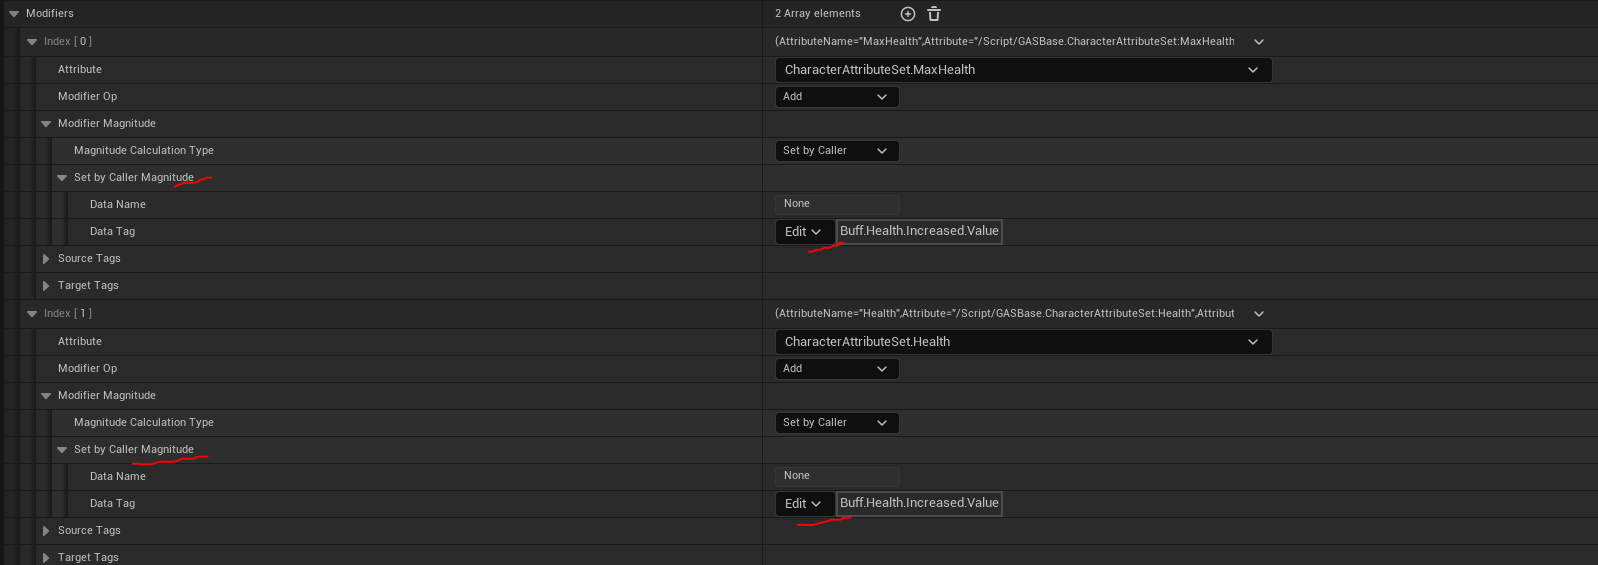 Modifiers 2 Array elements
Index [ 0 ] (AttributeName="MaxHealth",Attribute="/Script/GASBase.CharacterAttributeSet:MaxHealth
Attribute CharacterAttributeSet.MaxHealth
Modifier Op Add
Modifier Magnitude
Magnitude Calculation Type Set by Caller
Set by Caller Magnitude
Data Name None
Data Tag Edit Buff.Health.Increased.Value
Source Tags
Target Tags
Index [ 1 ] (AttributeName="Health",Attribute="/Script/GASBase.CharacterAttributeSet:Health",Attribut
Attribute CharacterAttributeSet.Health
Modifier Op Add
Modifier Magnitude
Magnitude Calculation Type Set by Caller
Set by Caller Magnitude
Data Name None
Data Tag Edit Buff.Health.Increased.Value
Source Tags
Target Tags